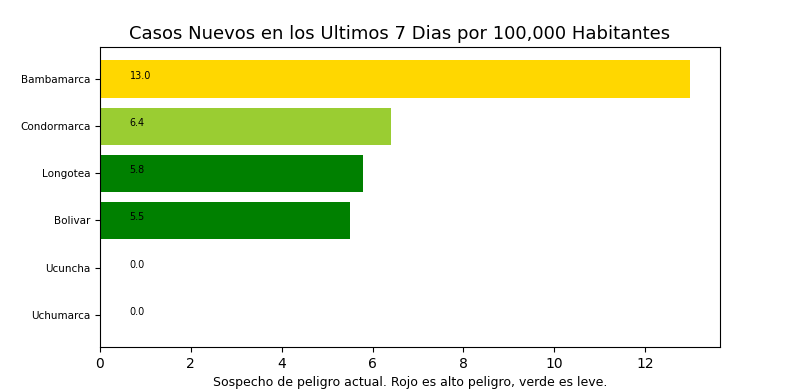 Casos Nuevos en los Ultimos 7 Dias por 100,000 Habitantes
Bambamarca 13.0
Condormarca 6.4
Longotea 5.8
Bolivar 5.5
Ucuncha 0.0
Uchumarca 0.0
0 2 4 6 8 10 12
Sospecho de peligro actual. Rojo es alto peligro, verde es leve.